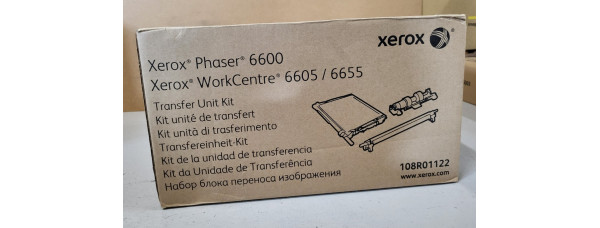 xerox
Xerox® Phaser® 6600
Xerox® WorkCentre® 6605 / 6655
Transfer Unit Kit
Kit unité de transfert
Kit unità di trasferimento
Transfereinheit-Kit
Kit de la unidad de transferencia
Kit da Unidade de Transferência
Набор блока переноса изображения
108R01122
www.xerox.com